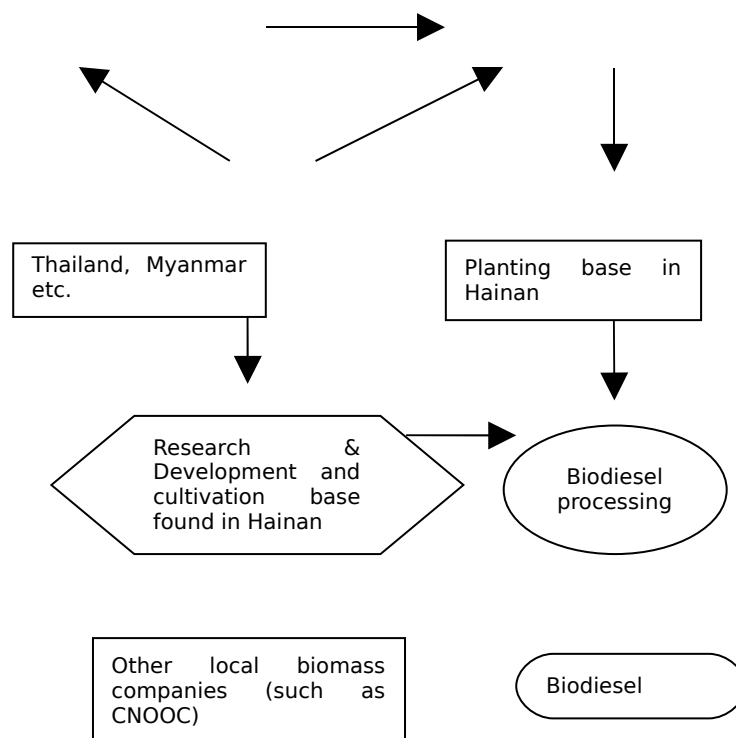 Thailand, Myanmar
etc.
Planting base in
Hainan
Research &
Development and
cultivation base
found in Hainan
Biodiesel
processing
Other local biomass
companies (such as
CNOOC)
Biodiesel